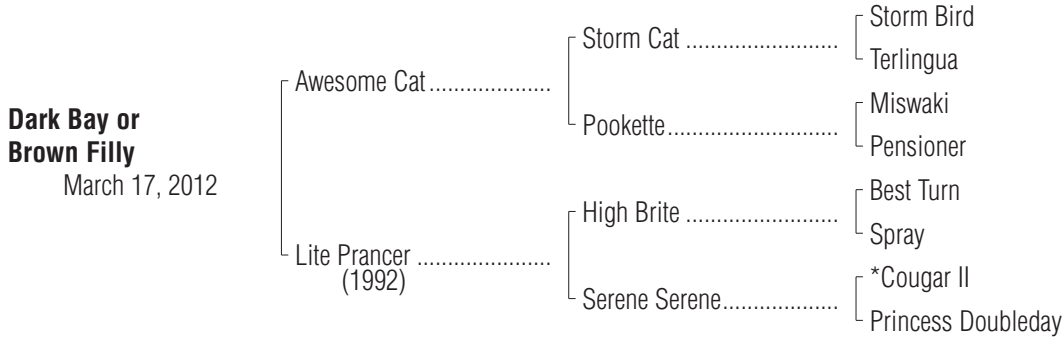 Storm Bird
Storm Cat ........................
Terlingua
Awesome Cat ...................
Miswaki
Pookette ...........................
Pensioner
Dark Bay or
Brown Filly
March 17, 2012
Best Turn
High Brite ........................
Spray
Lite Prancer .....................
(1992)
*Cougar II
Serene Serene ..................
Princess Doubleday